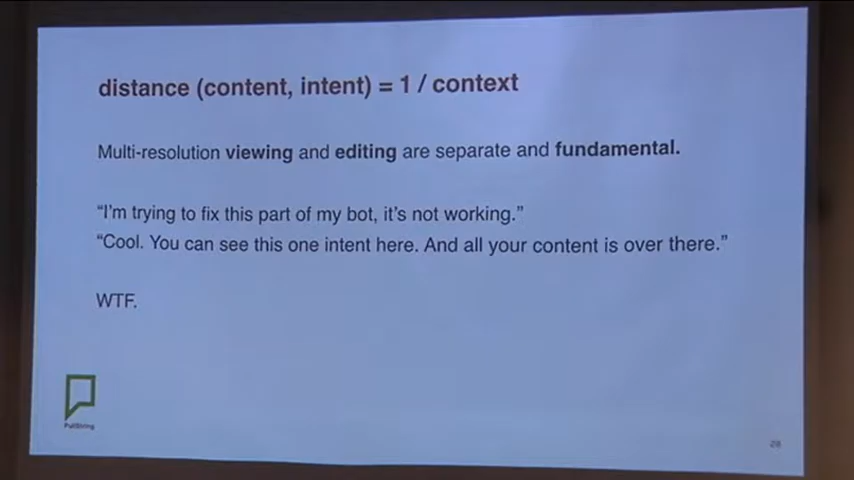 distance (content, intent) = 1 / context
Multi-resolution viewing and editing are separate and fundamental.
“I’m trying to fix this part of my bot, it’s not working.”
“Cool. You can see this one intent here. And all your content is over there.”
WTF.
PullString
28